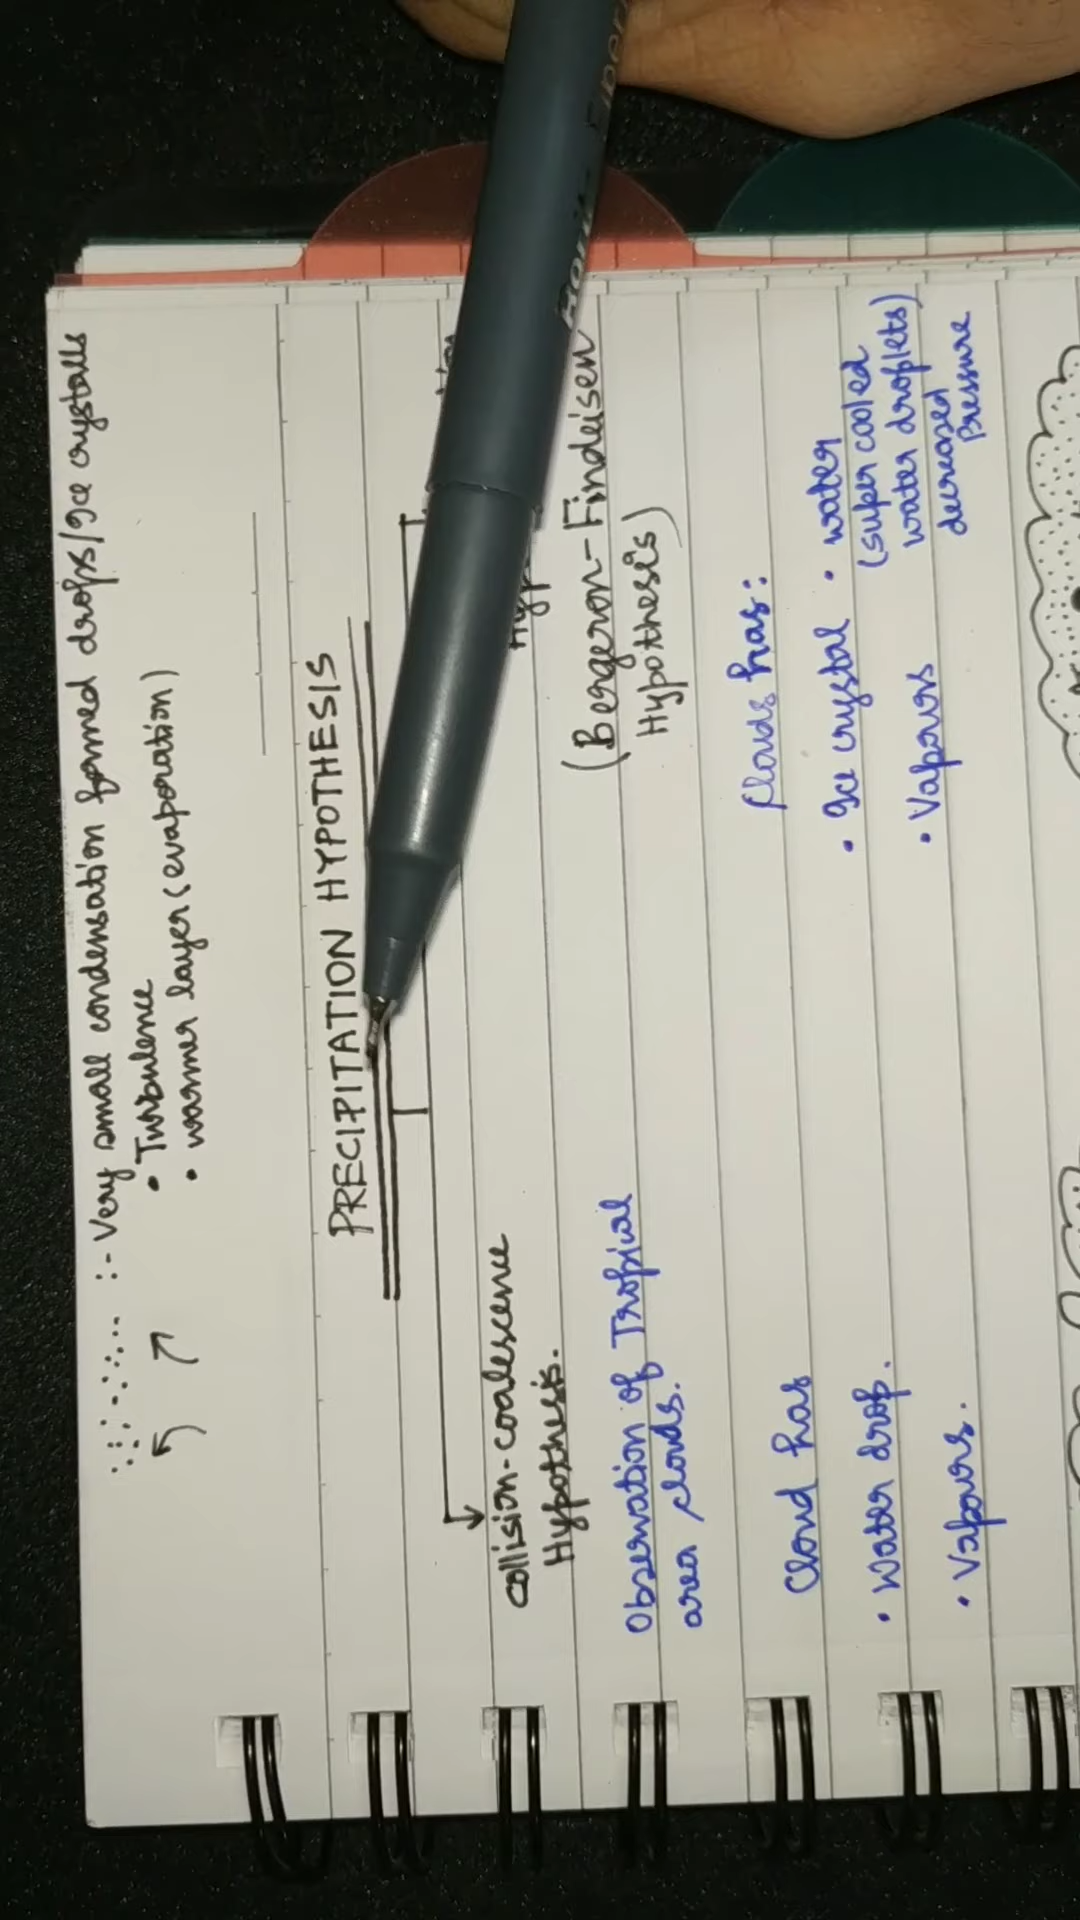 :- Very small condensation formed drops/Ice crystalls
• Turbulence
• warmer layer (evaporation)
PRECIPITATION HYPOTHESIS
collision-coalescence
Hypothesis.
Observation of Tropical
area clouds.
Cloud has
• Water drop.
• Vapours.
(Bergeron-Findeisen
Hypothesis)
Clouds has:
• Ice crystal • water
(super cooled
water droplets)
• Vapours
decreased
Pressure